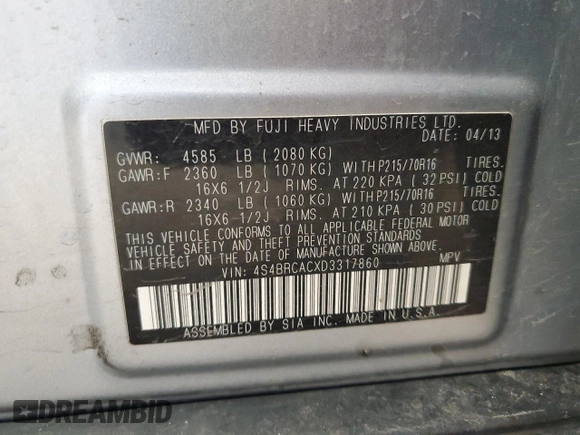 MFD BY FUJI HEAVY INDUSTRIES LTD.
DATE: 04/13
GVWR: 4585 LB (2080 KG)
GAWR:F 2360 LB (1070 KG) WITH P215/70R16 TIRES.
16X6 1/2J RIMS. AT 220 KPA (32 PSI) COLD
GAWR:R 2340 LB (1060 KG) WITH P215/70R16 TIRES.
16X6 1/2J RIMS. AT 210 KPA (30 PSI) COLD
THIS VEHICLE CONFORMS TO ALL APPLICABLE FEDERAL MOTOR
VEHICLE SAFETY AND THEFT PREVENTION STANDARDS
IN EFFECT ON THE DATE OF MANUFACTURE SHOWN ABOVE.
VIN: 4S4BRCACXD3317860 MPV
ASSEMBLED BY SIA INC. MADE IN U.S.A.
DREAMBID